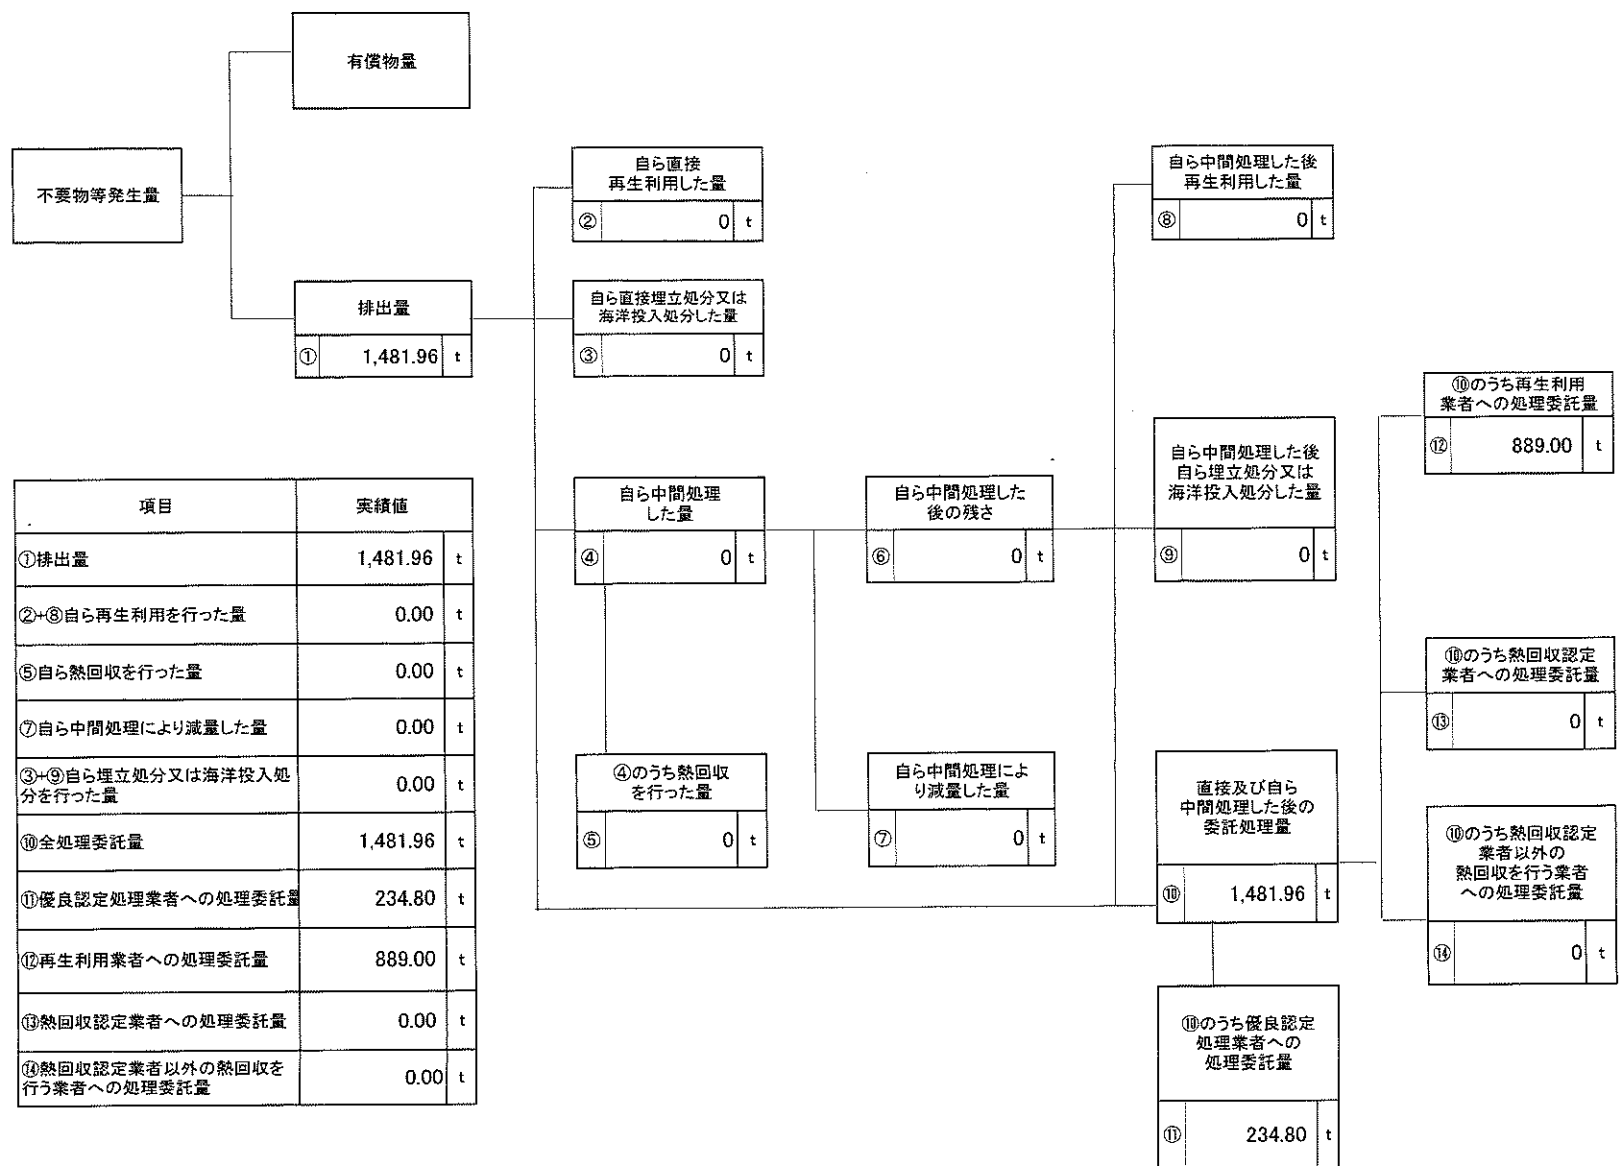 有償物量
不要物等発生量
排出量
① 1,481.96 t
自ら直接
再生利用した量
② 0 t
自ら直接埋立処分又は
海洋投入処分した量
③ 0 t
自ら中間処理
した量
④ 0 t
④のうち熱回収
を行った量
⑤ 0 t
自ら中間処理した
後の残さ
⑥ 0 t
自ら中間処理によ
り減量した量
⑦ 0 t
自ら中間処理した後
再生利用した量
⑧ 0 t
自ら中間処理した後
自ら埋立処分又は
海洋投入処分した量
⑨ 0 t
直接及び自ら
中間処理した後の
委託処理量
⑩ 1,481.96 t
⑩のうち優良認定
処理業者への
処理委託量
⑪ 234.80 t
⑩のうち再生利用
業者への処理委託量
⑫ 889.00 t
⑩のうち熱回収認定
業者への処理委託量
⑬ 0 t
⑩のうち熱回収認定
業者以外の
熱回収を行う業者
への処理委託量
⑭ 0 t
項目 実績値
①排出量 1,481.96 t
②+⑧自ら再生利用を行った量 0.00 t
⑤自ら熱回収を行った量 0.00 t
⑦自ら中間処理により減量した量 0.00 t
③+⑨自ら埋立処分又は海洋投入処
分を行った量 0.00 t
⑩全処理委託量 1,481.96 t
⑪優良認定処理業者への処理委託量 234.80 t
⑫再生利用業者への処理委託量 889.00 t
⑬熱回収認定業者への処理委託量 0.00 t
⑭熱回収認定業者以外の熱回収を
行う業者への処理委託量 0.00 t